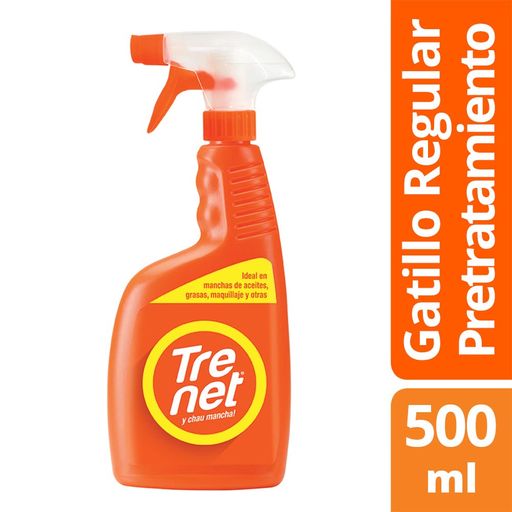 Ideal en
manchas de aceites,
grasas, maquillaje y otras
Tre
net®
y chau mancha!
Gatillo Regular
Pretratamiento
500
ml